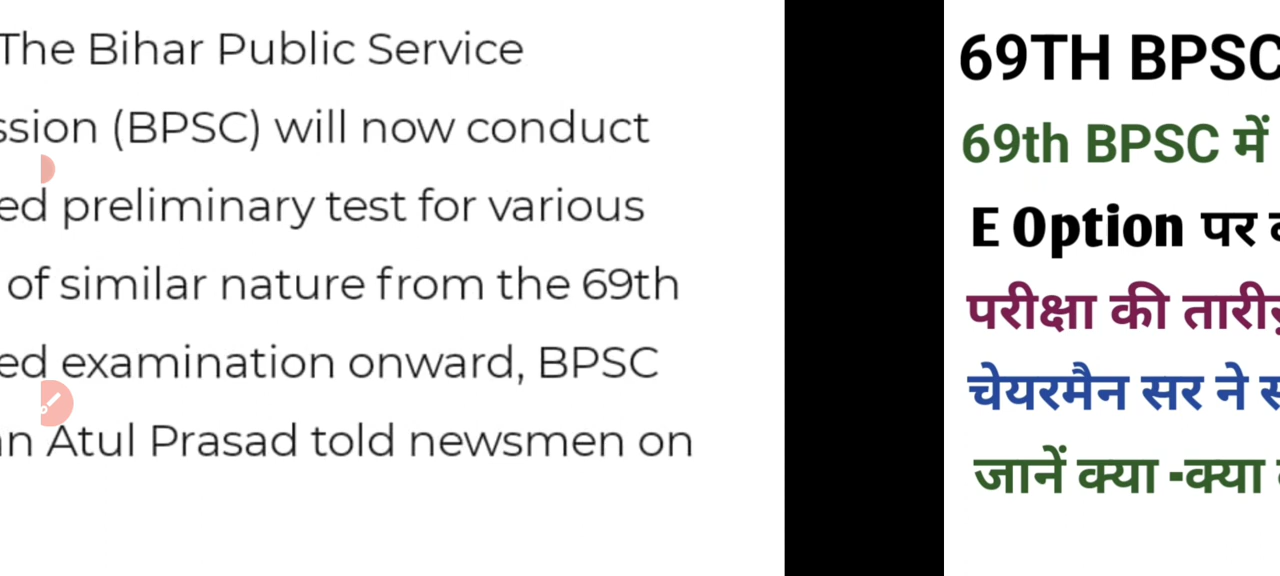 The Bihar Public Service
ssion (BPSC) will now conduct
ed preliminary test for various
of similar nature from the 69th
ed examination onward, BPSC
an Atul Prasad told newsmen on
69TH BPSC
69th BPSC में
E Option पर
परीक्षा की तारी
चेयरमैन सर ने
जानें क्या -क्या